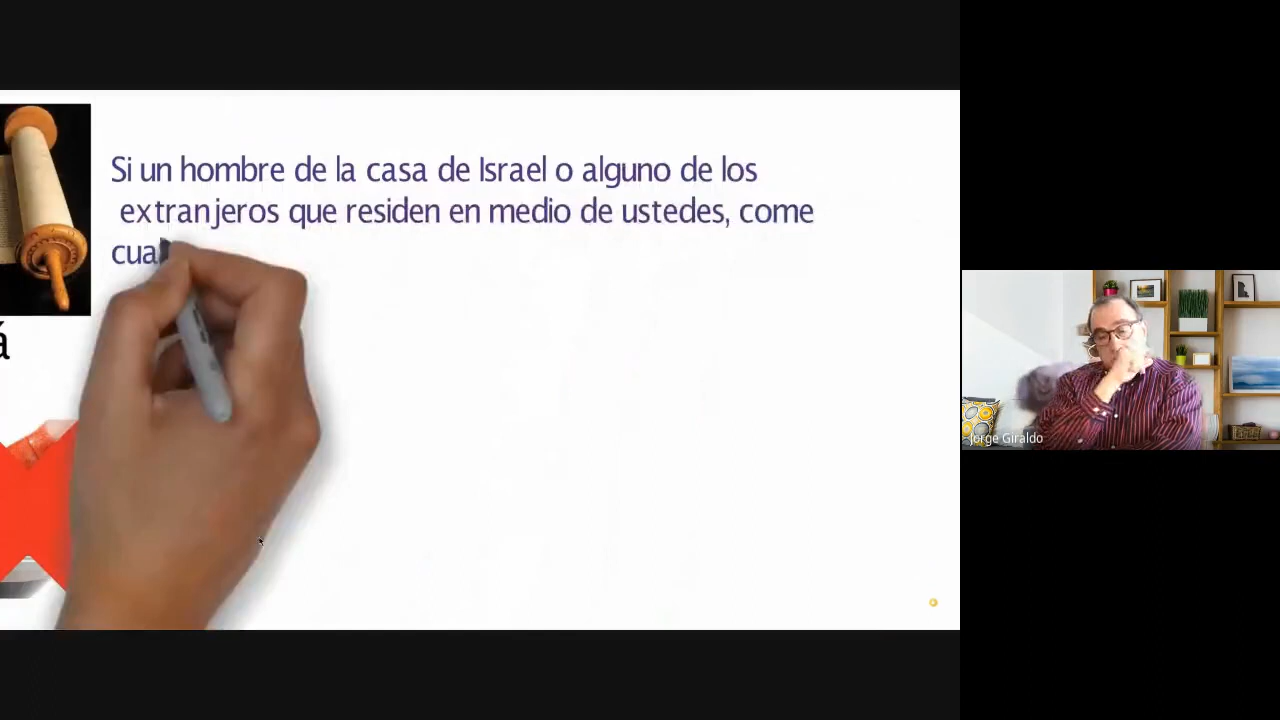 Si un hombre de la casa de Israel o alguno de los
extranjeros que residen en medio de ustedes, come
cual
á
Jorge Giraldo